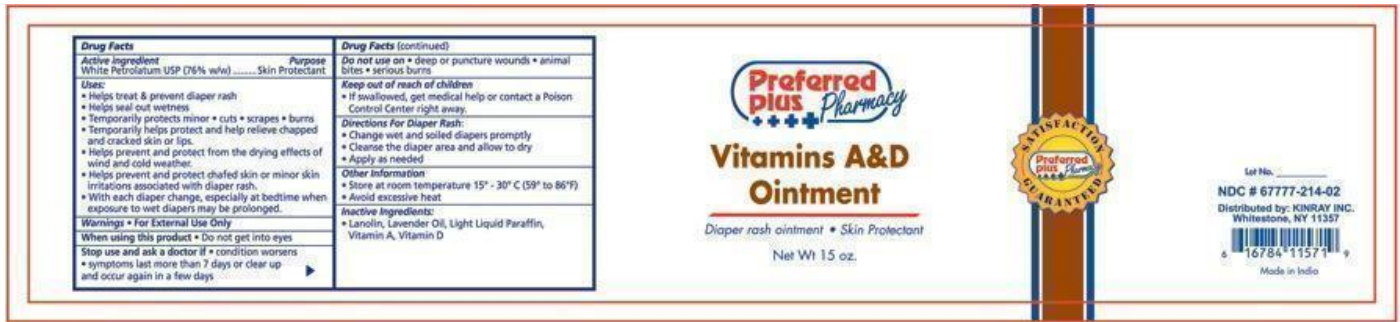 Drug Facts
Active ingredient Purpose
White Petrolatum USP (76% w/w) ....... Skin Protectant
Uses:
• Helps treat & prevent diaper rash
• Helps seal out wetness
• Temporarily protects minor • cuts • scrapes • burns
• Temporarily helps protect and help relieve chapped
and cracked skin or lips.
• Helps prevent and protect from the drying effects of
wind and cold weather.
• Helps prevent and protect chafed skin or minor skin
irritations associated with diaper rash.
• With each diaper change, especially at bedtime when
exposure to wet diapers may be prolonged.
Warnings • For External Use Only
When using this product • Do not get into eyes
Stop use and ask a doctor if • condition worsens
• symptoms last more than 7 days or clear up
and occur again in a few days
Drug Facts (continued)
Do not use on • deep or puncture wounds • animal
bites • serious burns
Keep out of reach of children
• If swallowed, get medical help or contact a Poison
Control Center right away.
Directions For Diaper Rash:
• Change wet and soiled diapers promptly
• Cleanse the diaper area and allow to dry
• Apply as needed
Other Information
• Store at room temperature 15° - 30° C (59° to 86°F)
• Avoid excessive heat
Inactive Ingredients:
• Lanolin, Lavender Oil, Light Liquid Paraffin,
Vitamin A, Vitamin D
Preferred
plus Pharmacy
Vitamins A&D
Ointment
Diaper rash ointment • Skin Protectant
Net Wt 15 oz.
SATISFACTION
Preferred
plus Pharmacy
GUARANTEED
Lot No. ________
NDC # 67777-214-02
Distributed by: KINRAY INC.
Whitestone, NY 11357
6 16784 11571 9
Made in India